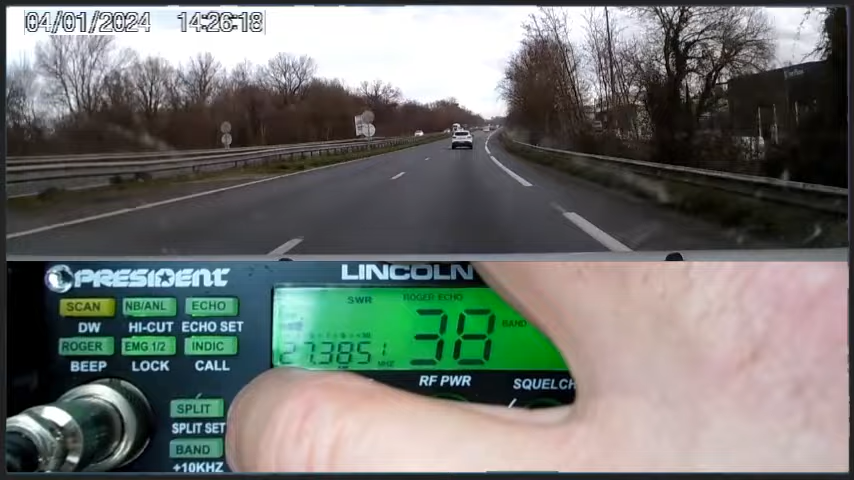 04/01/2024 14:26:18
PRESIDENT LINCOLN
SCAN NB/ANL ECHO
DW HI-CUT ECHO SET
ROGER EMG 1/2 INDIC
BEEP LOCK CALL
SPLIT
SPLIT SET
BAND
+10KHZ
SWR ROGER ECHO
38 BAND
27.385 MHZ
RF PWR SQUELCH